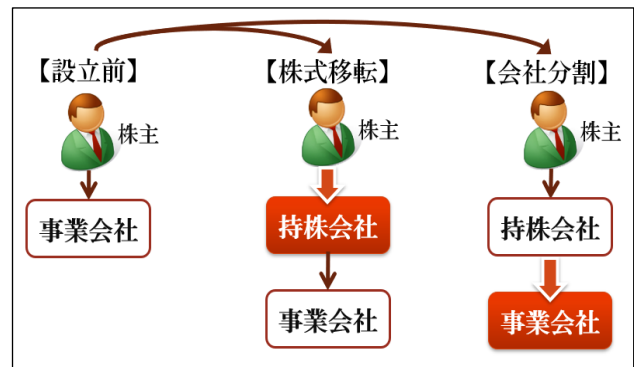 【設立前】
株主
事業会社
【株式移転】
株主
持株会社
事業会社
【会社分割】
株主
持株会社
事業会社